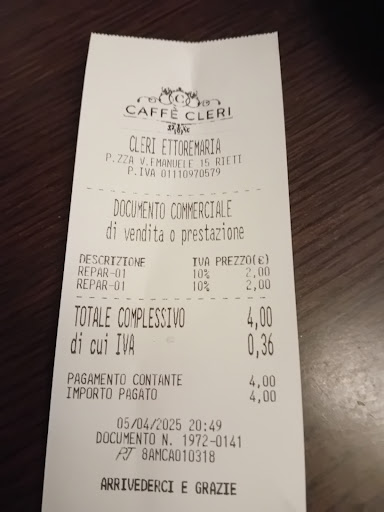 C
CAFFÈ CLERI
CLERI ETTOREMARIA
P.ZZA V.EMANUELE 15 RIETI
P.IVA 01110970579
DOCUMENTO COMMERCIALE
di vendita o prestazione
DESCRIZIONE IVA PREZZO(€)
REPAR-01 10% 2,00
REPAR-01 10% 2,00
TOTALE COMPLESSIVO 4,00
di cui IVA 0,36
PAGAMENTO CONTANTE 4,00
IMPORTO PAGATO 4,00
05/04/2025 20:49
DOCUMENTO N. 1972-0141
RT 8AMCA010318
ARRIVEDERCI E GRAZIE